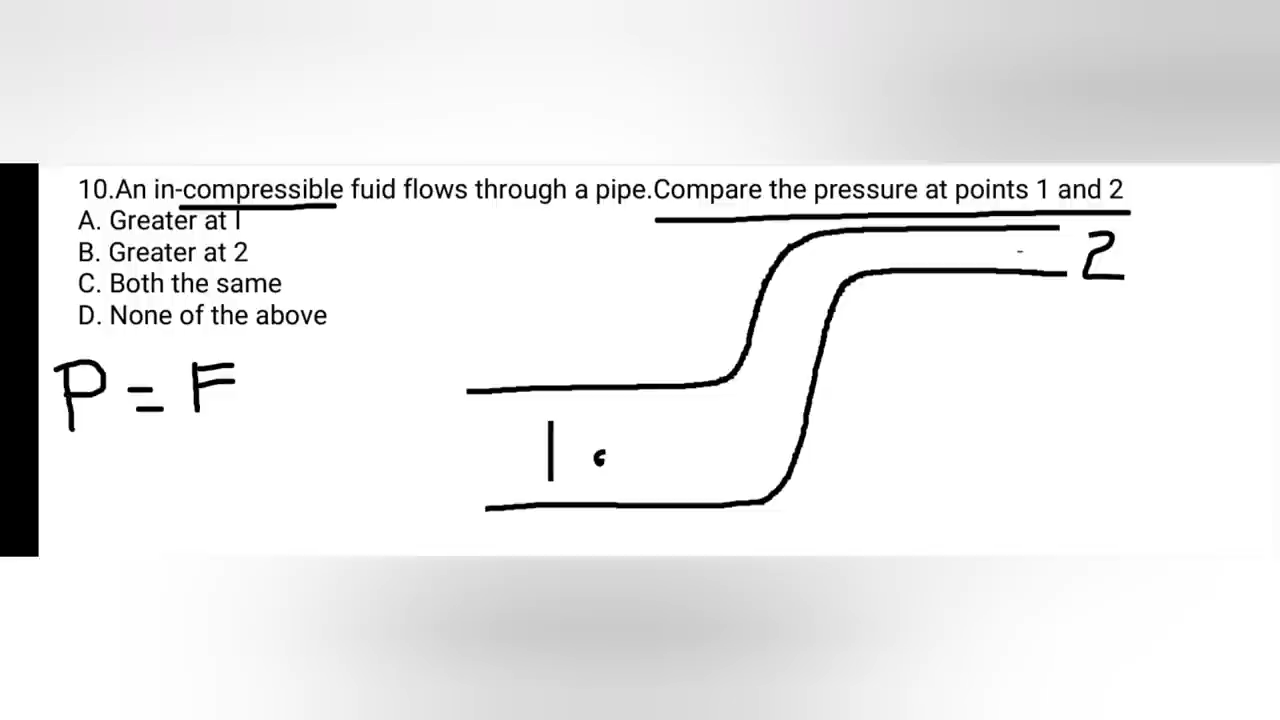 10.An in-compressible fuid flows through a pipe.Compare the pressure at points 1 and 2
A. Greater at 1
B. Greater at 2
C. Both the same
D. None of the above
2
P = F
1